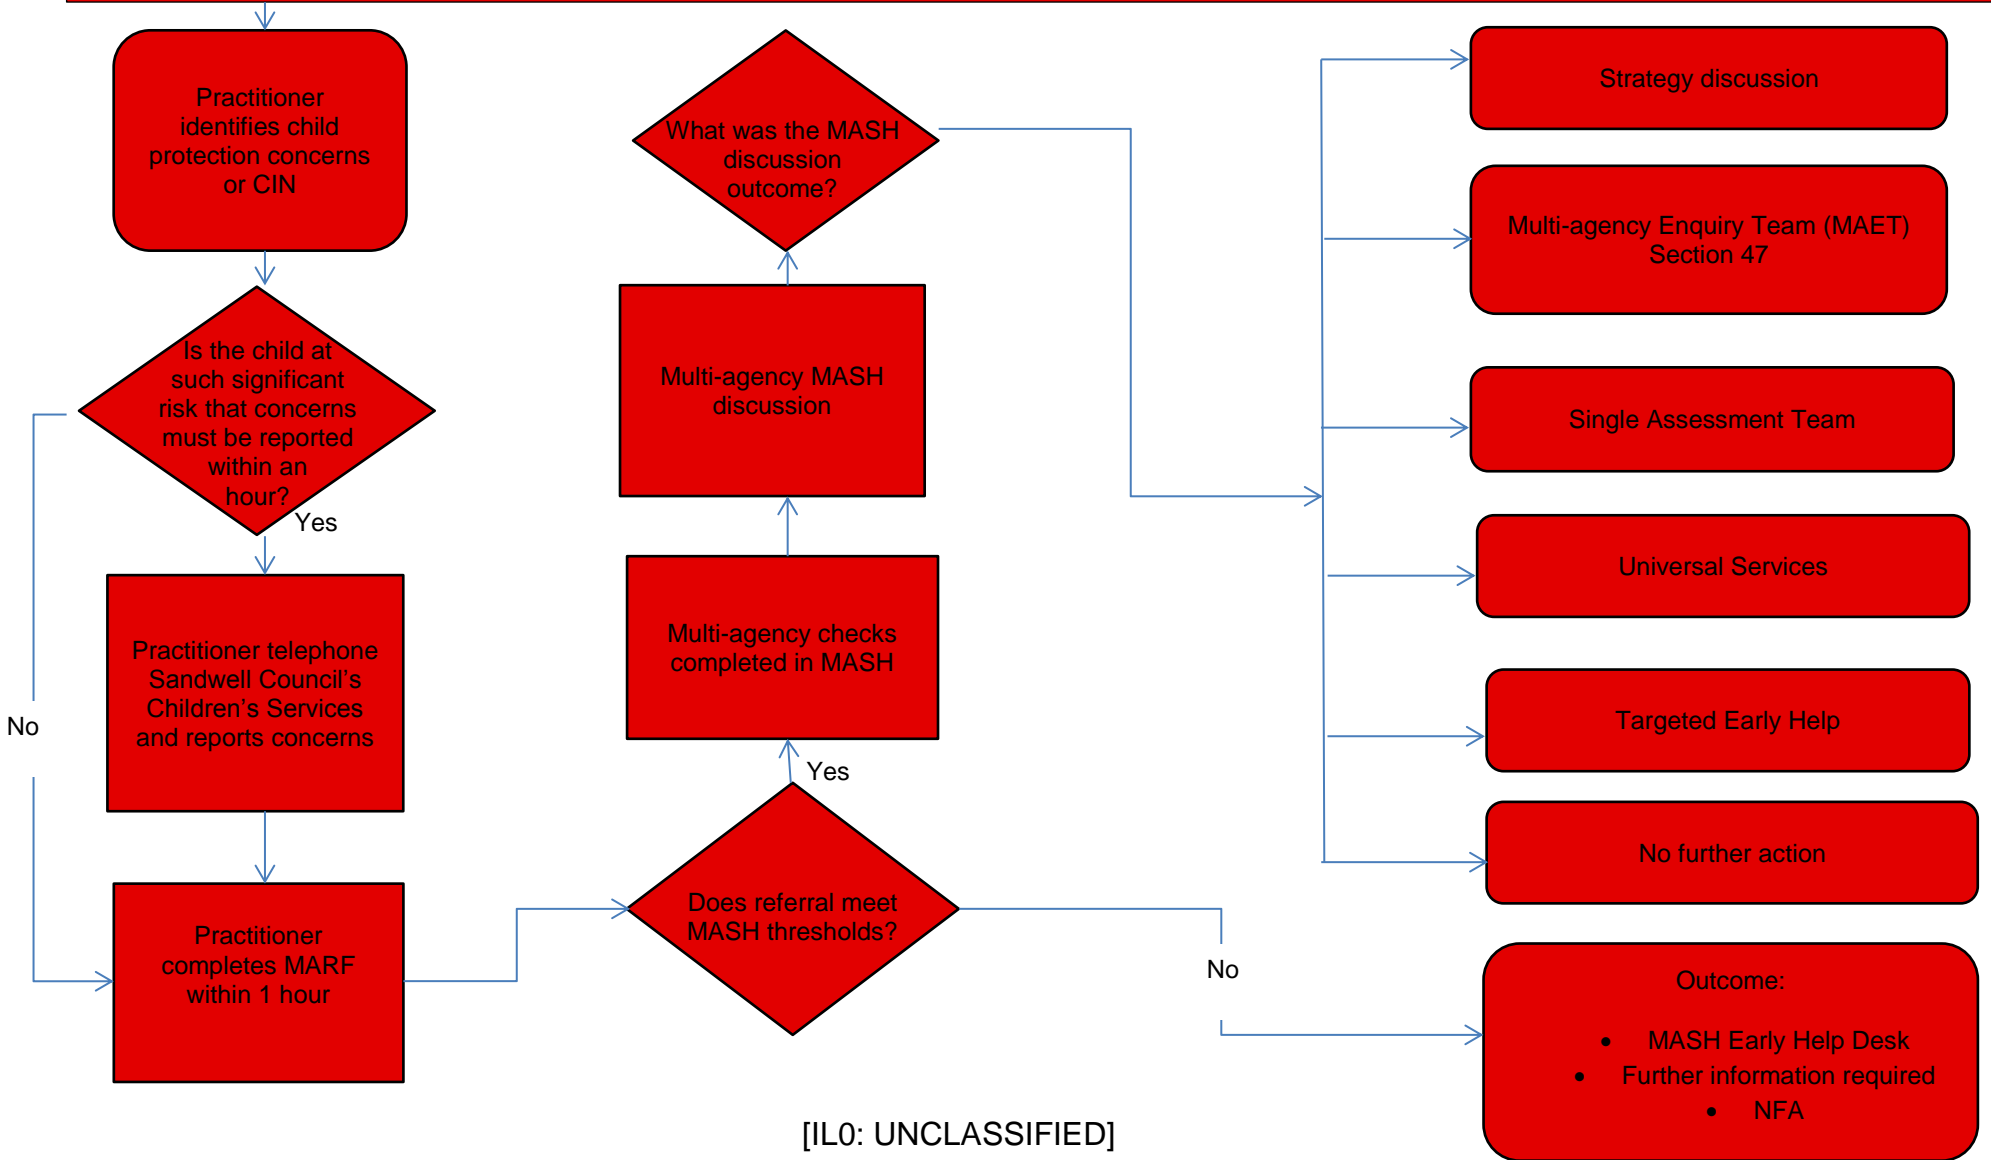 Practitioner
identifies child
protection concerns
or CIN
Is the child at
such significant
risk that concerns
must be reported
within an
hour?
Yes
No
Practitioner telephone
Sandwell Council’s
Children’s Services
and reports concerns
Practitioner
completes MARF
within 1 hour
Does referral meet
MASH thresholds?
Yes
No
Multi-agency checks
completed in MASH
Multi-agency MASH
discussion
What was the MASH
discussion
outcome?
Strategy discussion
Multi-agency Enquiry Team (MAET)
Section 47
Single Assessment Team
Universal Services
Targeted Early Help
No further action
Outcome:
• MASH Early Help Desk
• Further information required
• NFA
[IL0: UNCLASSIFIED]